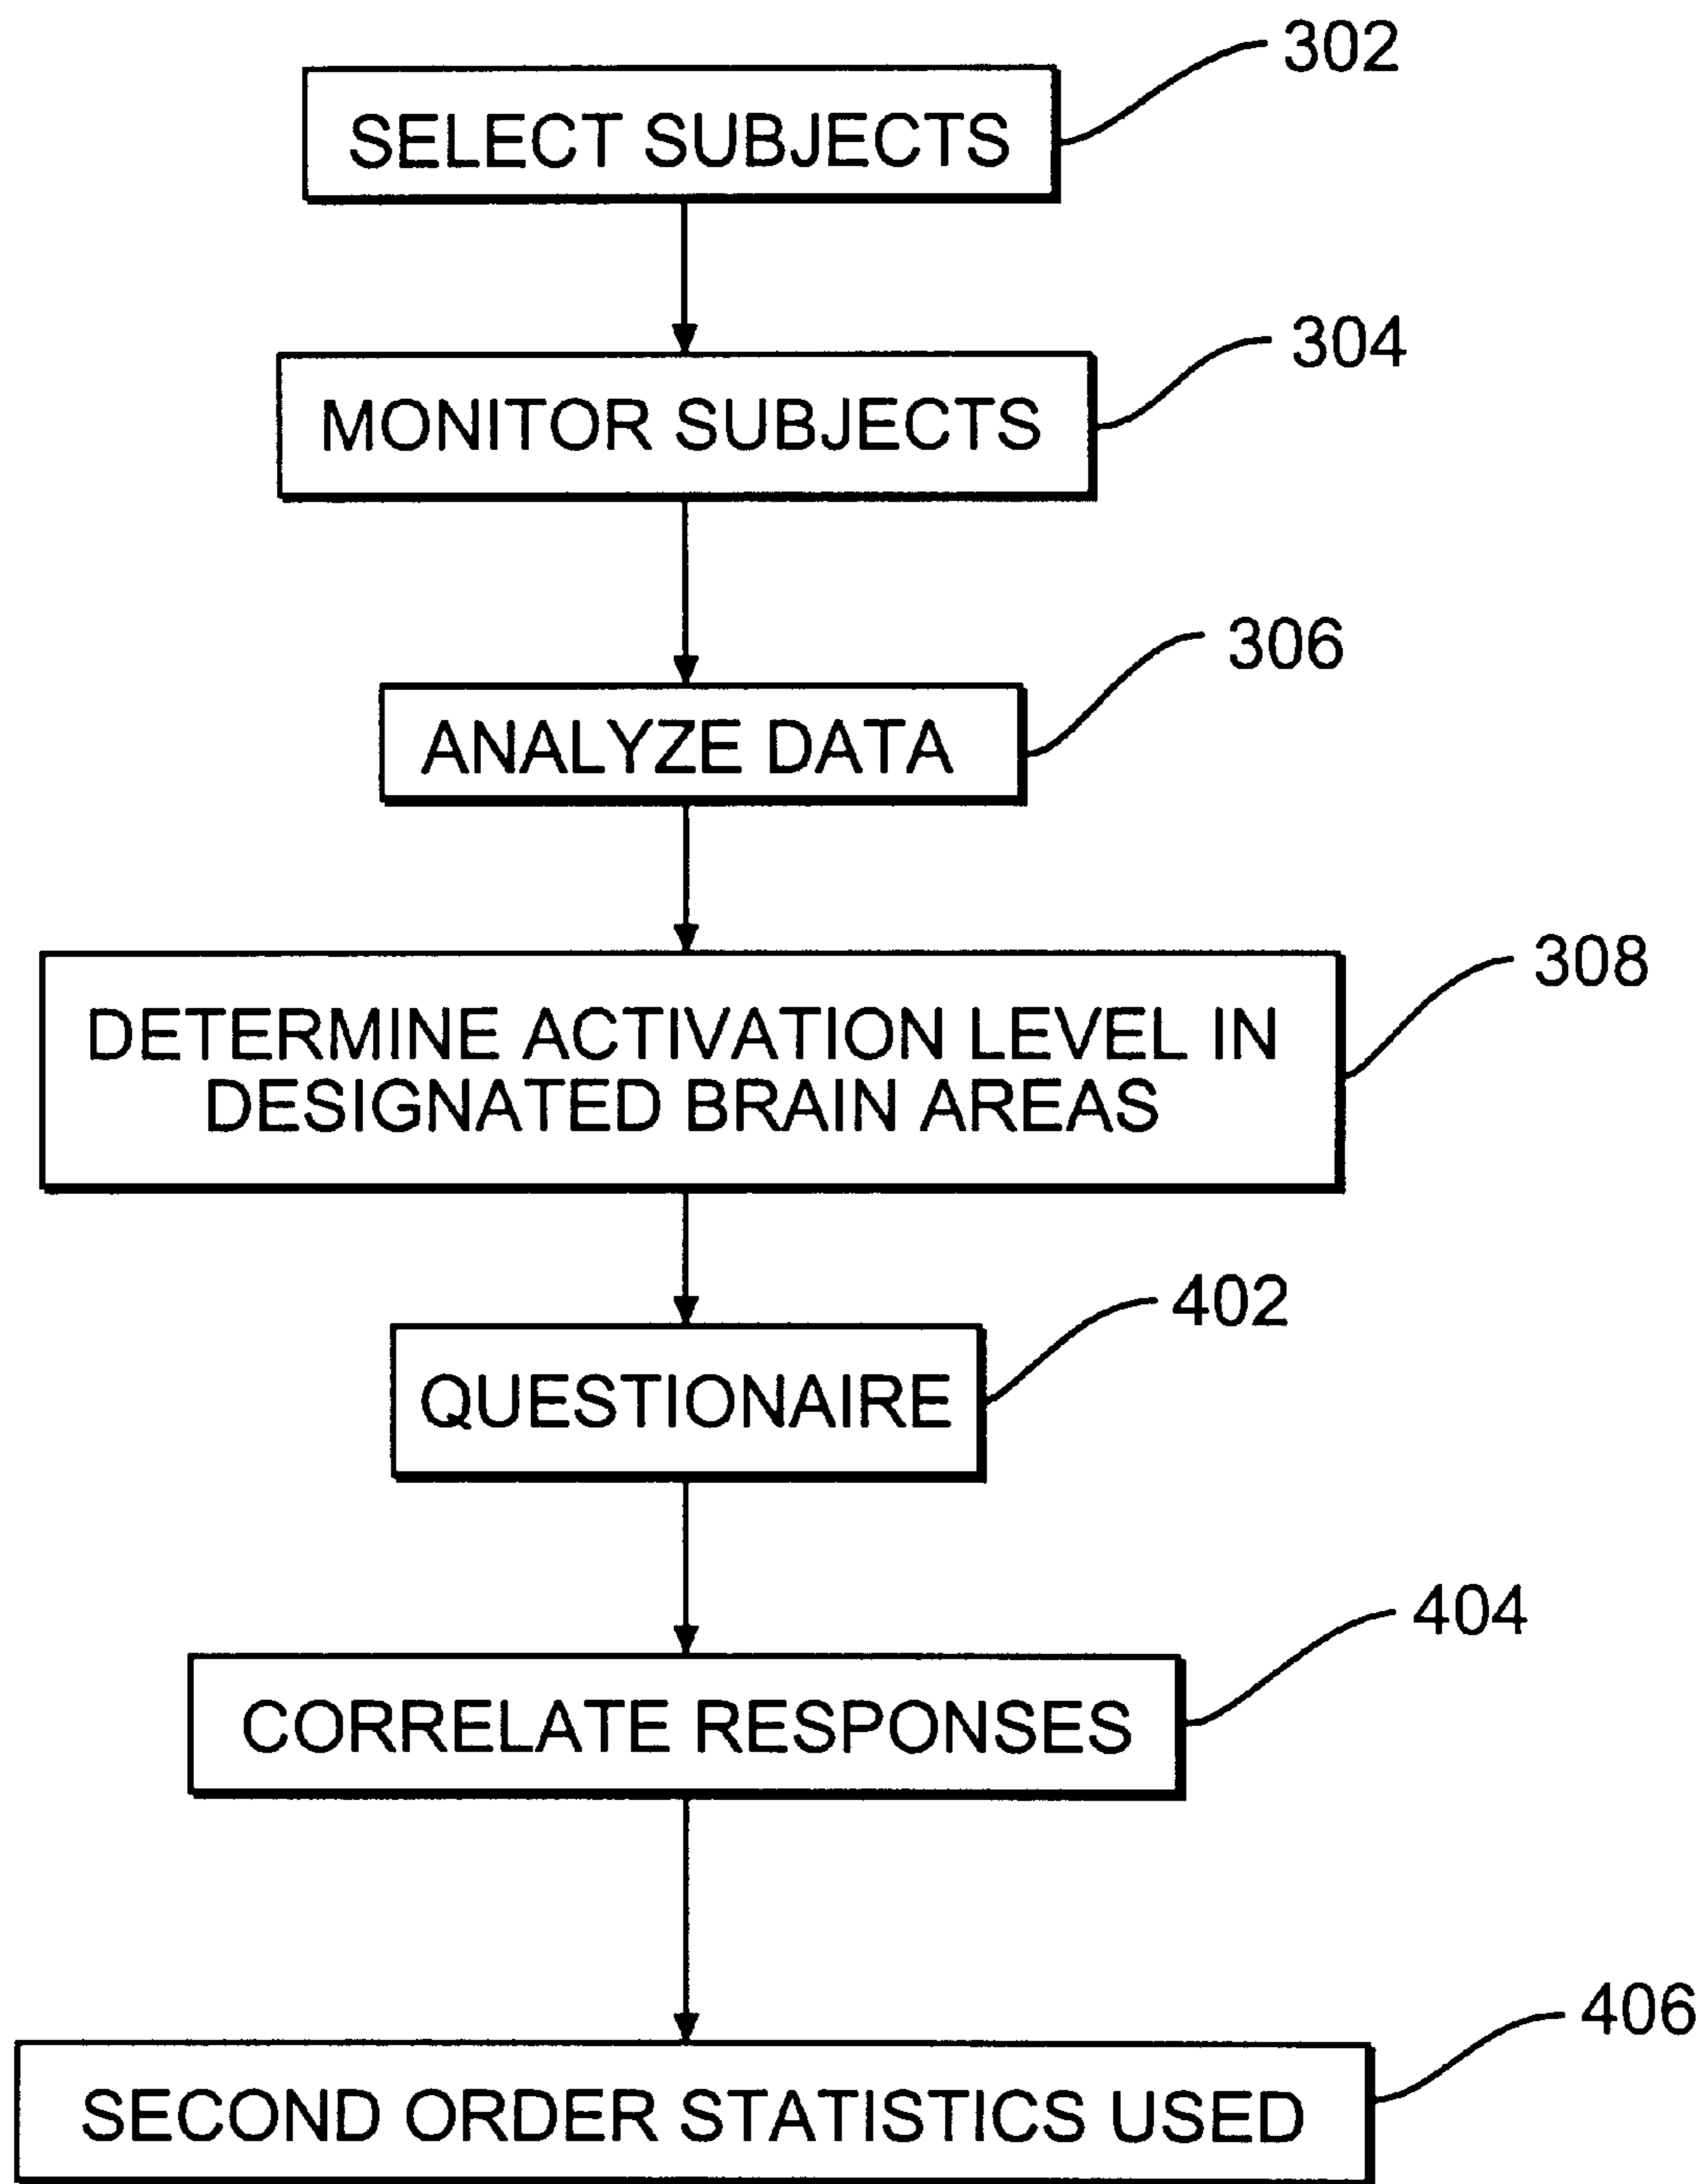 302
SELECT SUBJECTS
304
MONITOR SUBJECTS
306
ANALYZE DATA
308
DETERMINE ACTIVATION LEVEL IN
DESIGNATED BRAIN AREAS
402
QUESTIONAIRE
404
CORRELATE RESPONSES
406
SECOND ORDER STATISTICS USED